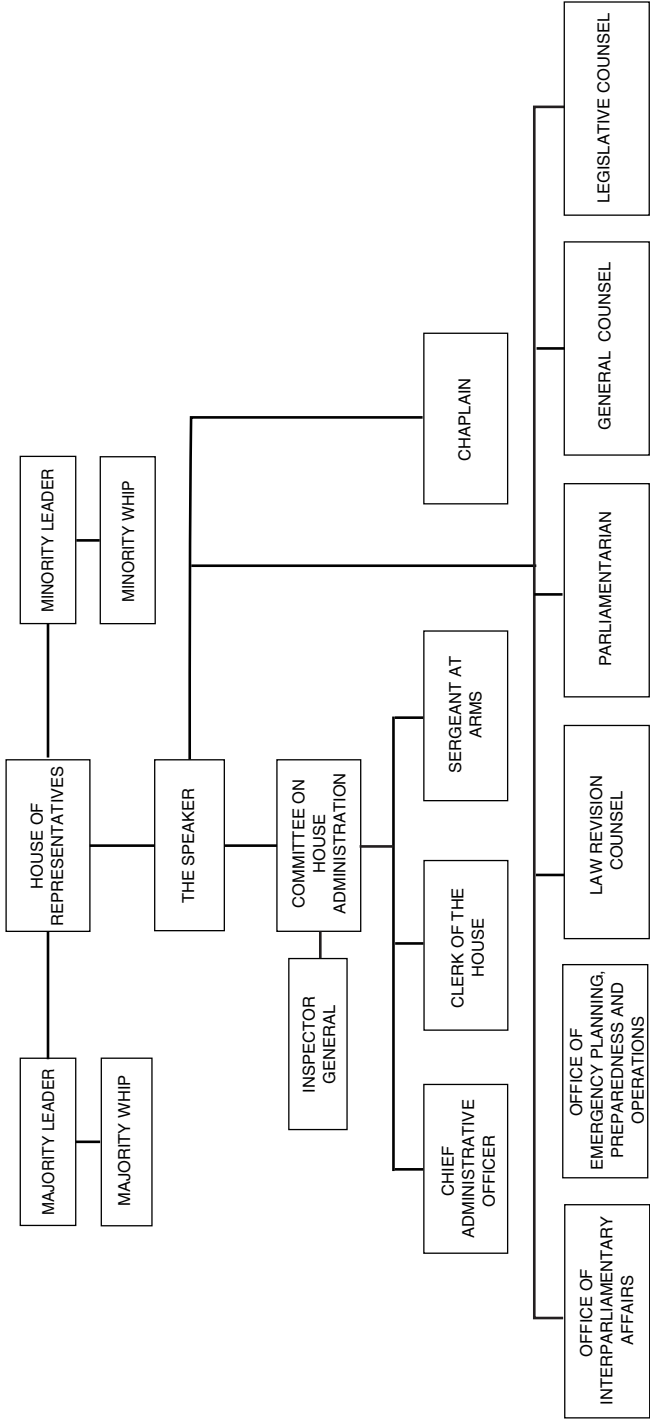 HOUSE OF
REPRESENTATIVES
MAJORITY LEADER
MINORITY LEADER
MAJORITY WHIP
MINORITY WHIP
THE SPEAKER
INSPECTOR
GENERAL
COMMITTEE ON
HOUSE
ADMINISTRATION
CHIEF
ADMINISTRATIVE
OFFICER
CLERK OF THE
HOUSE
SERGEANT AT
ARMS
CHAPLAIN
OFFICE OF
INTERPARLIAMENTARY
AFFAIRS
OFFICE OF
EMERGENCY PLANNING,
PREPAREDNESS AND
OPERATIONS
LAW REVISION
COUNSEL
PARLIAMENTARIAN
GENERAL COUNSEL
LEGISLATIVE COUNSEL